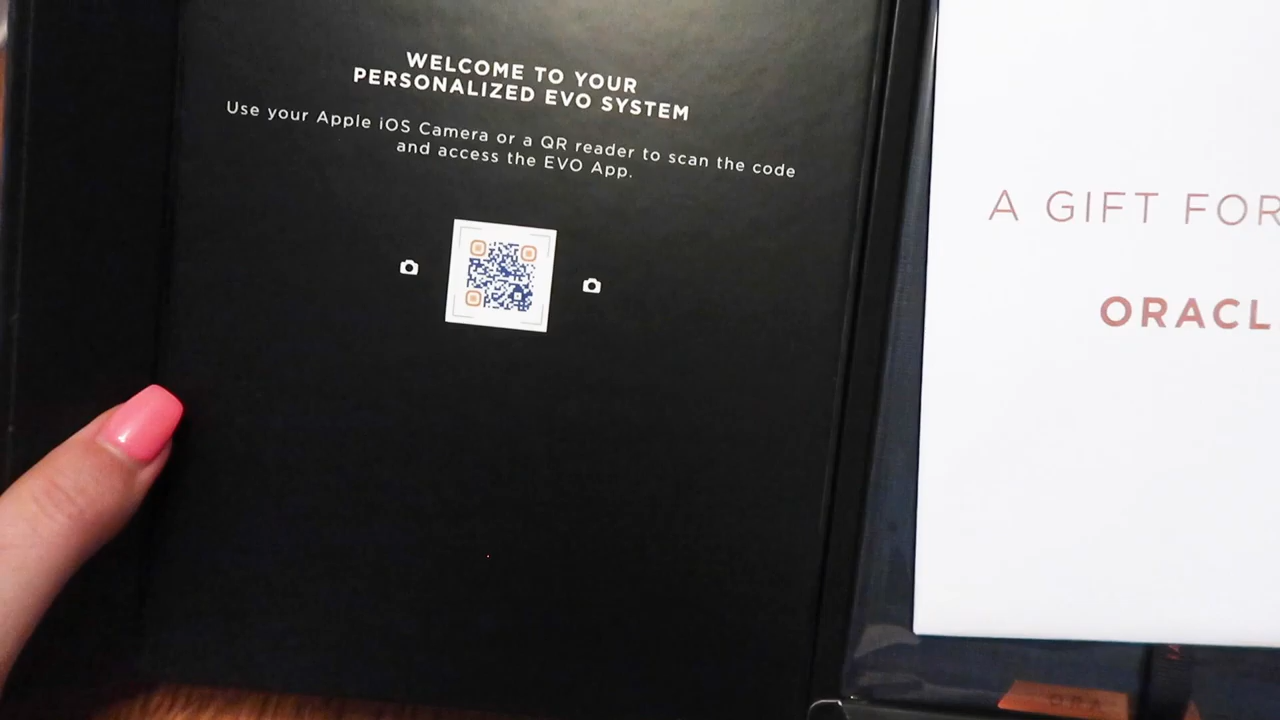 WELCOME TO YOUR
PERSONALIZED EVO SYSTEM
Use your Apple iOS Camera or a QR reader to scan the code
and access the EVO App.
A GIFT FOR
ORACL